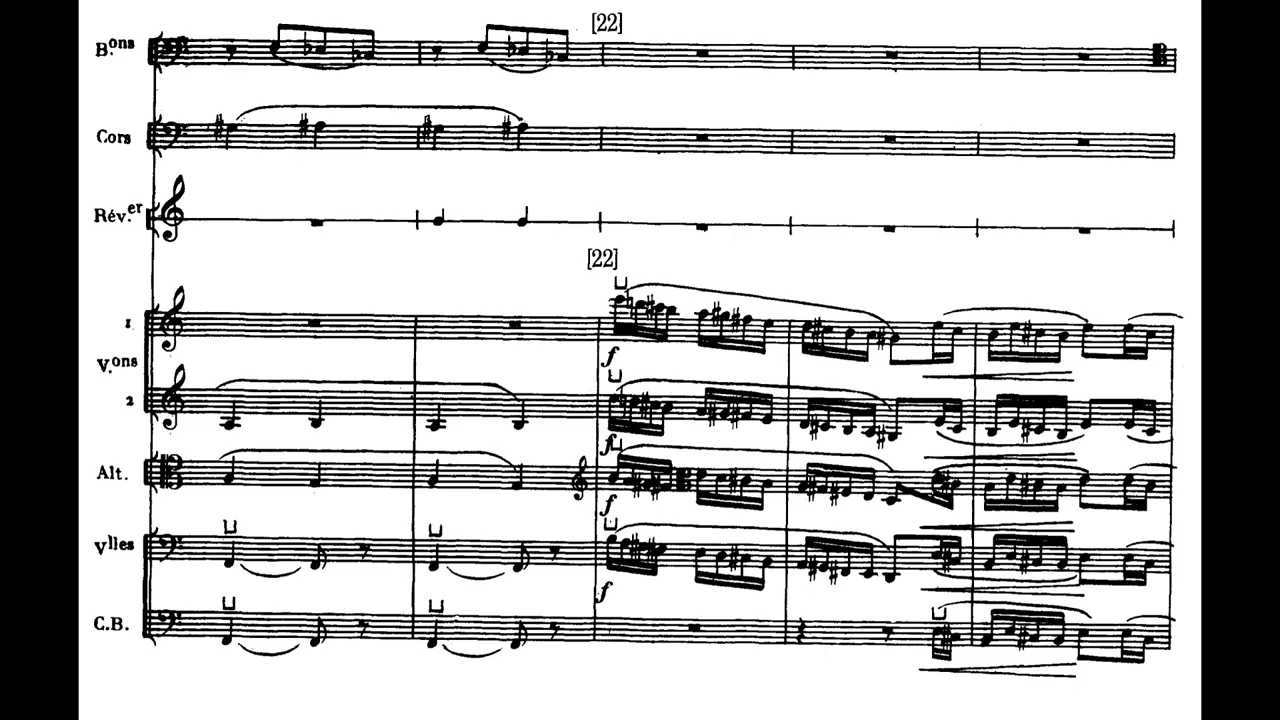 [22]
B.ons
Cors
Rév.er
[22]
1
V.ons
f
2
f
Alt.
f
Vlles
f
C.B.